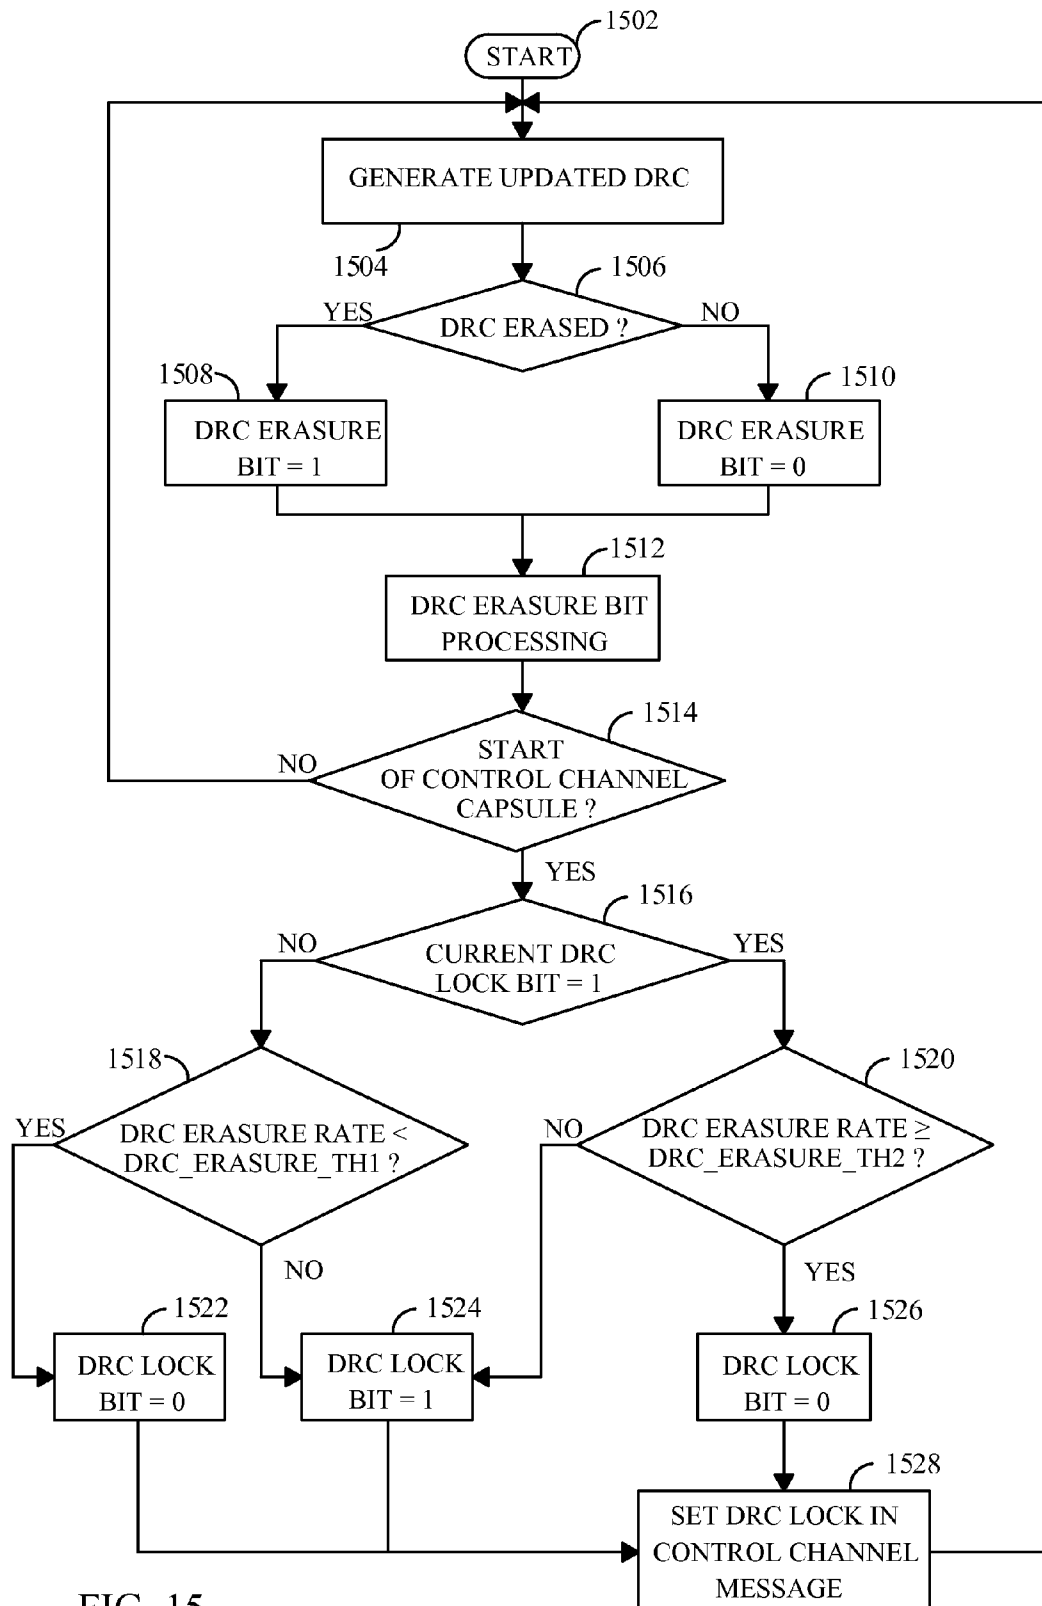 1502
START
GENERATE UPDATED DRC
1504
1506
YES
DRC ERASED ?
NO
1508
1510
DRC ERASURE
BIT = 1
DRC ERASURE
BIT = 0
1512
DRC ERASURE BIT
PROCESSING
1514
NO
START
OF CONTROL CHANNEL
CAPSULE ?
YES
1516
NO
CURRENT DRC
LOCK BIT = 1
YES
1518
1520
YES
DRC ERASURE RATE <
DRC_ERASURE_TH1 ?
NO
NO
DRC ERASURE RATE ≥
DRC_ERASURE_TH2 ?
YES
1522
1524
1526
DRC LOCK
BIT = 0
DRC LOCK
BIT = 1
DRC LOCK
BIT = 0
1528
SET DRC LOCK IN
CONTROL CHANNEL
MESSAGE
FIG. 15